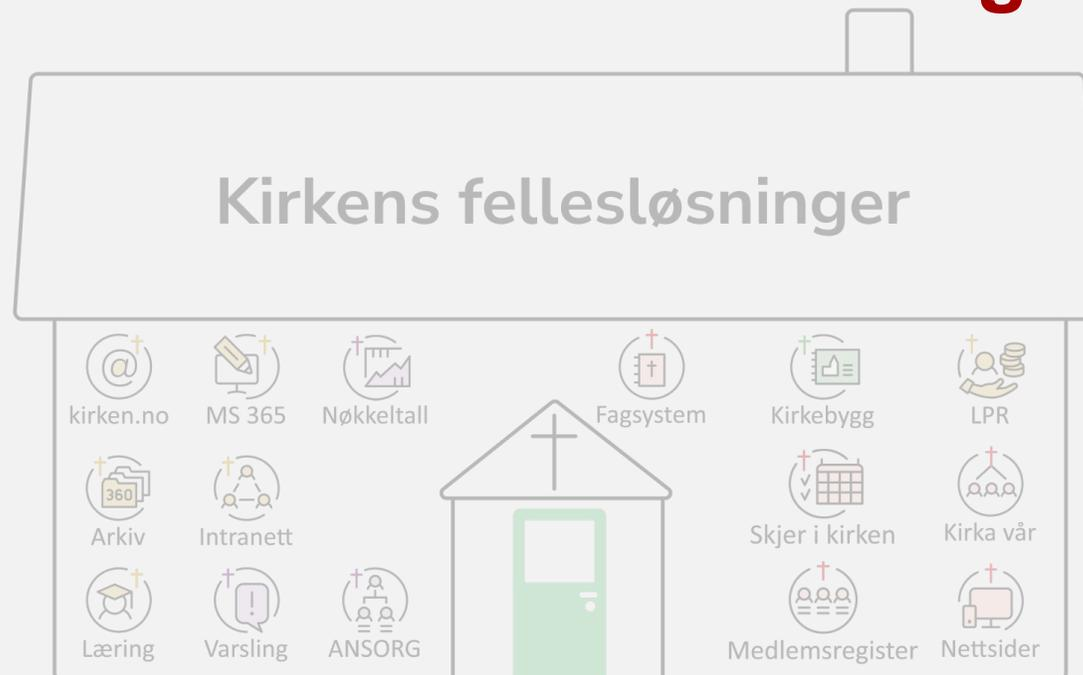 Kirkens fellesløsninger
kirken.no MS 365 Nøkkeltall Fagsystem Kirkebygg LPR
360
Arkiv Intranett Skjer i kirken Kirka vår
Læring Varsling ANSORG Medlemsregister Nettsider